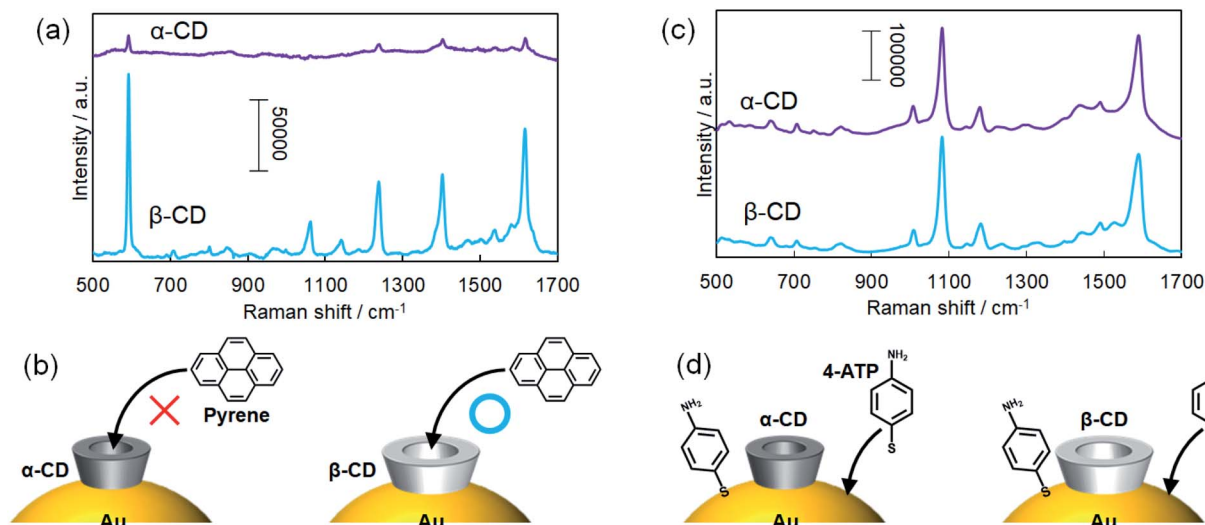 (a)
α-CD
50000
β-CD
Intensity / a.u.
500 700 900 1100 1300 1500 1700
Raman shift / cm-1
(c)
100000
α-CD
β-CD
Intensity / a.u.
500 700 900 1100 1300 1500 1700
Raman shift / cm-1
(b)
Pyrene
α-CD
Au
β-CD
Au
(d)
NH2
4-ATP
S
α-CD
NH2
S
Au
β-CD
NH2
S
Au